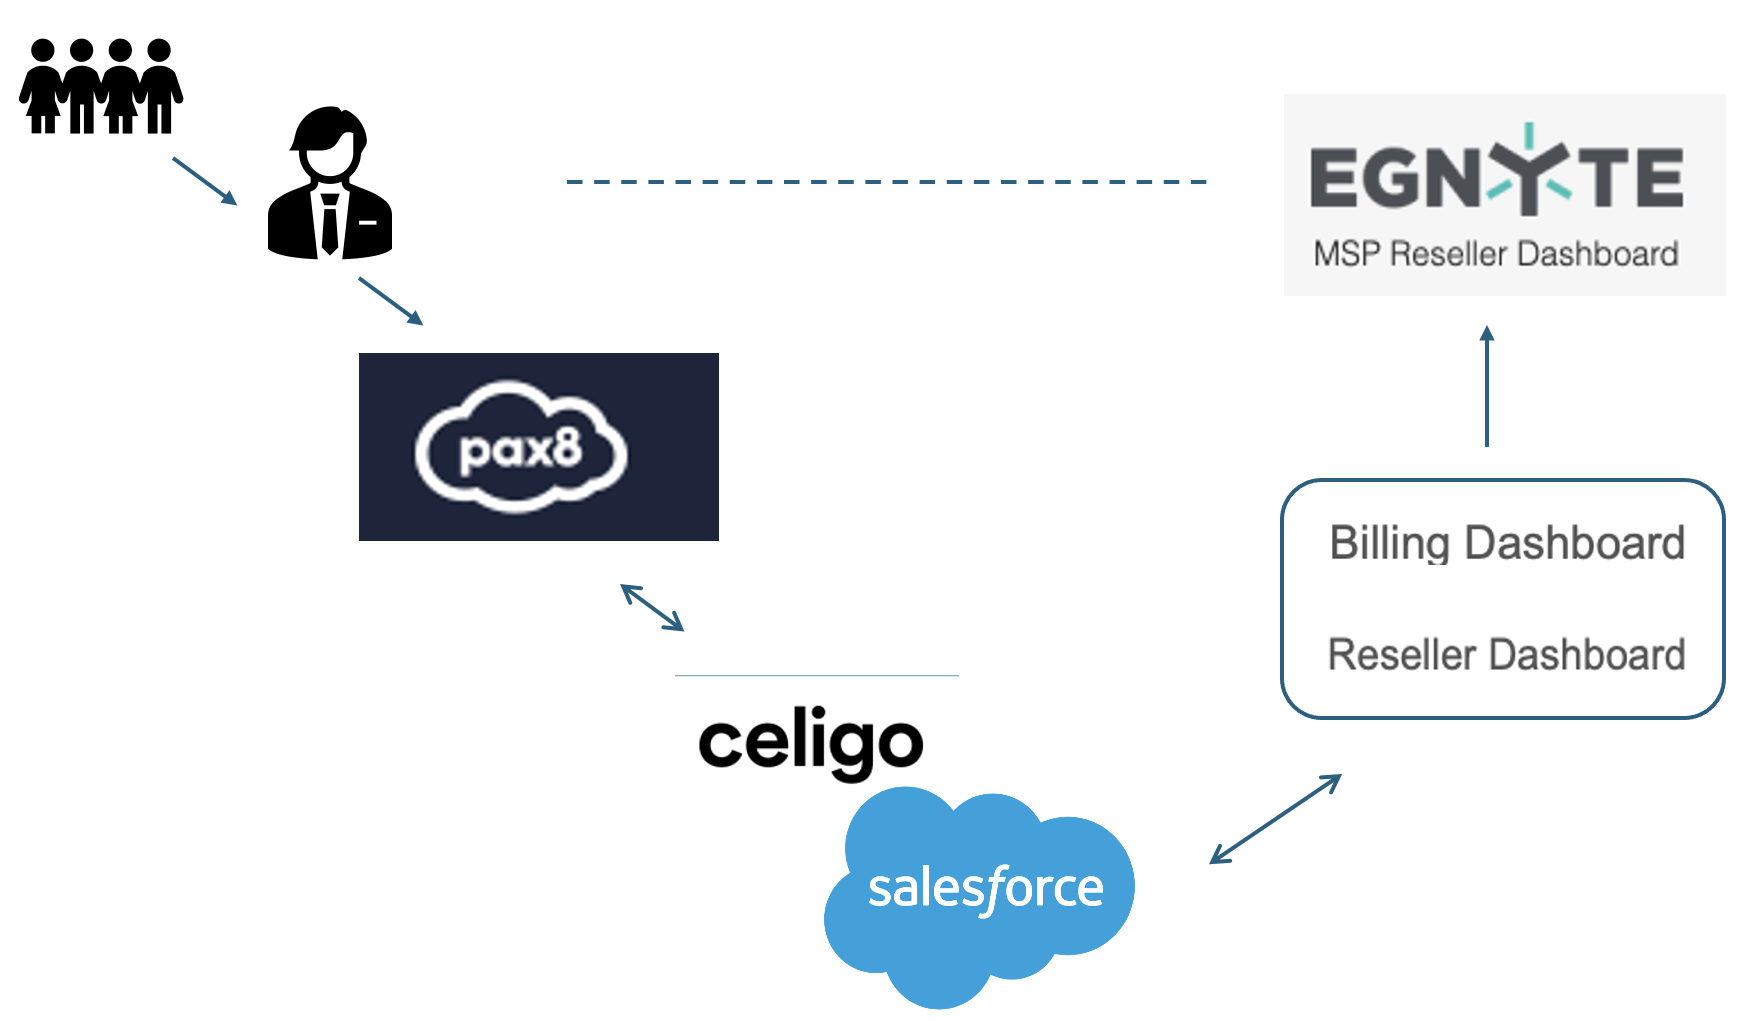 EGNYTE
MSP Reseller Dashboard
pax8
Billing Dashboard
Reseller Dashboard
celigo
salesforce